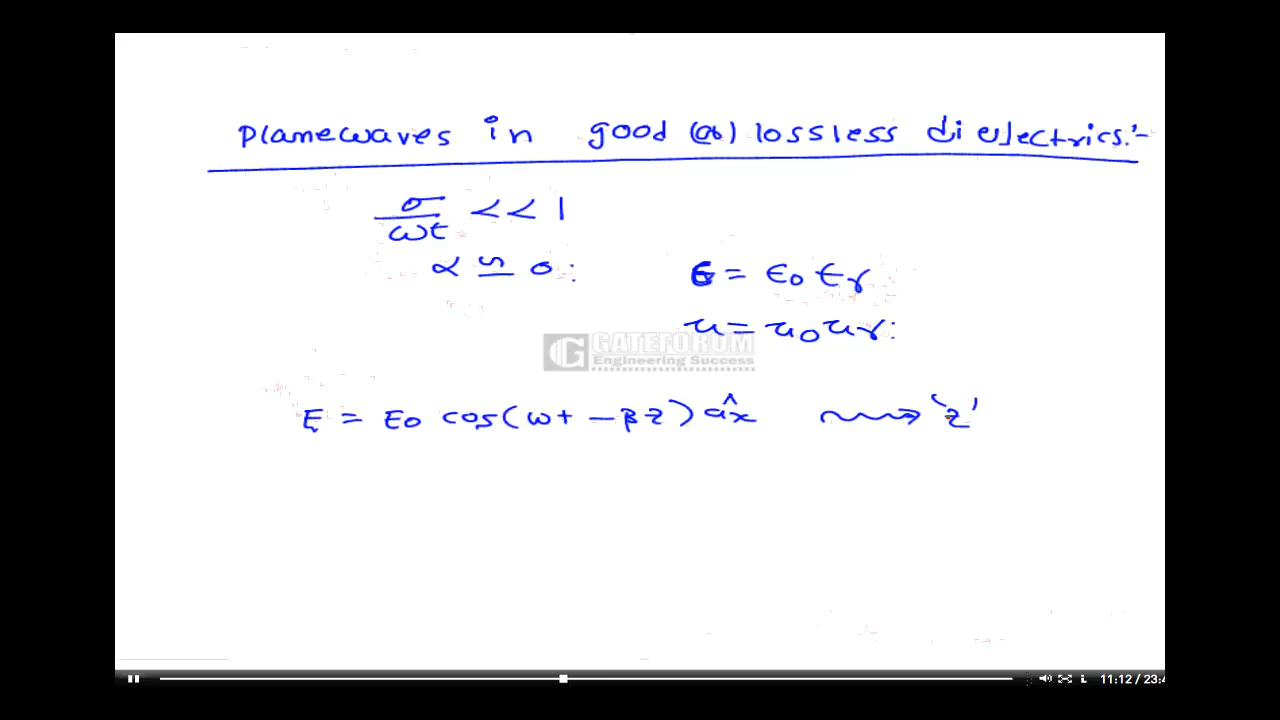 Planewaves in good (or) lossless dielectrics:-
σ/ωϵ << 1
α ≌ 0 :
ϵ = ϵ0 ϵr
μ = μ0 μr :
GATEFORUM
Engineering Success
E = E0 cos(ωt - βz) âx ⇝ 'z'
11:12 / 23:4